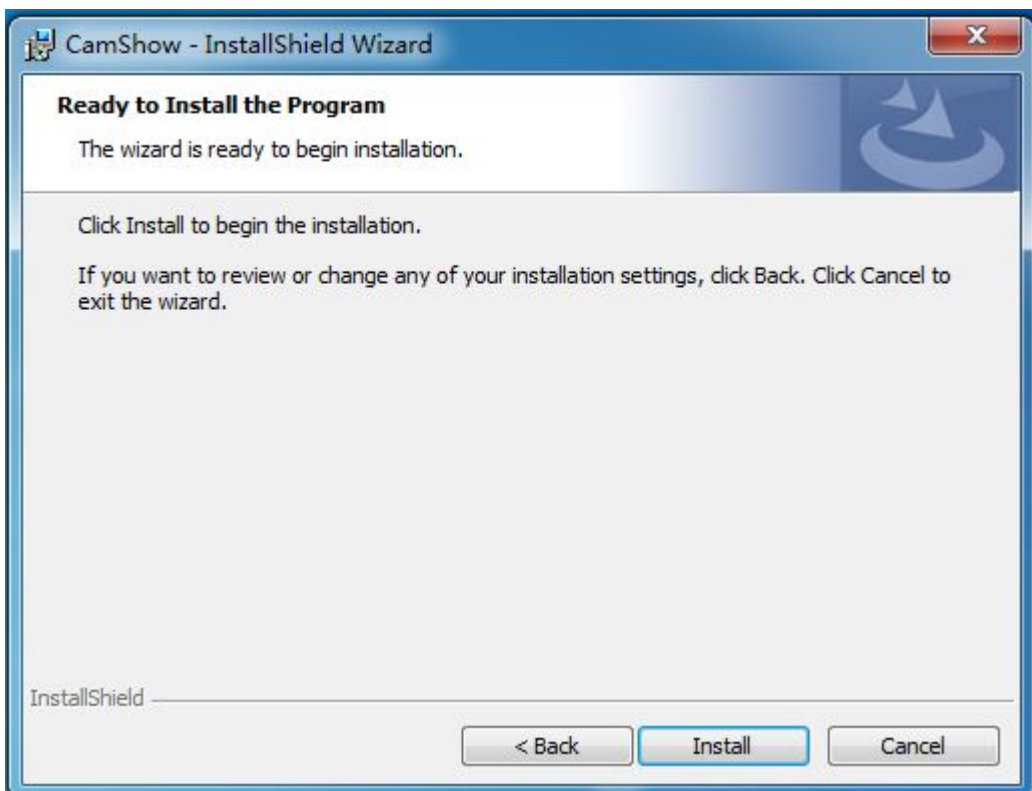 CamShow - InstallShield Wizard
Ready to Install the Program
The wizard is ready to begin installation.
Click Install to begin the installation.
If you want to review or change any of your installation settings, click Back. Click Cancel to
exit the wizard.
InstallShield
< Back
Install
Cancel